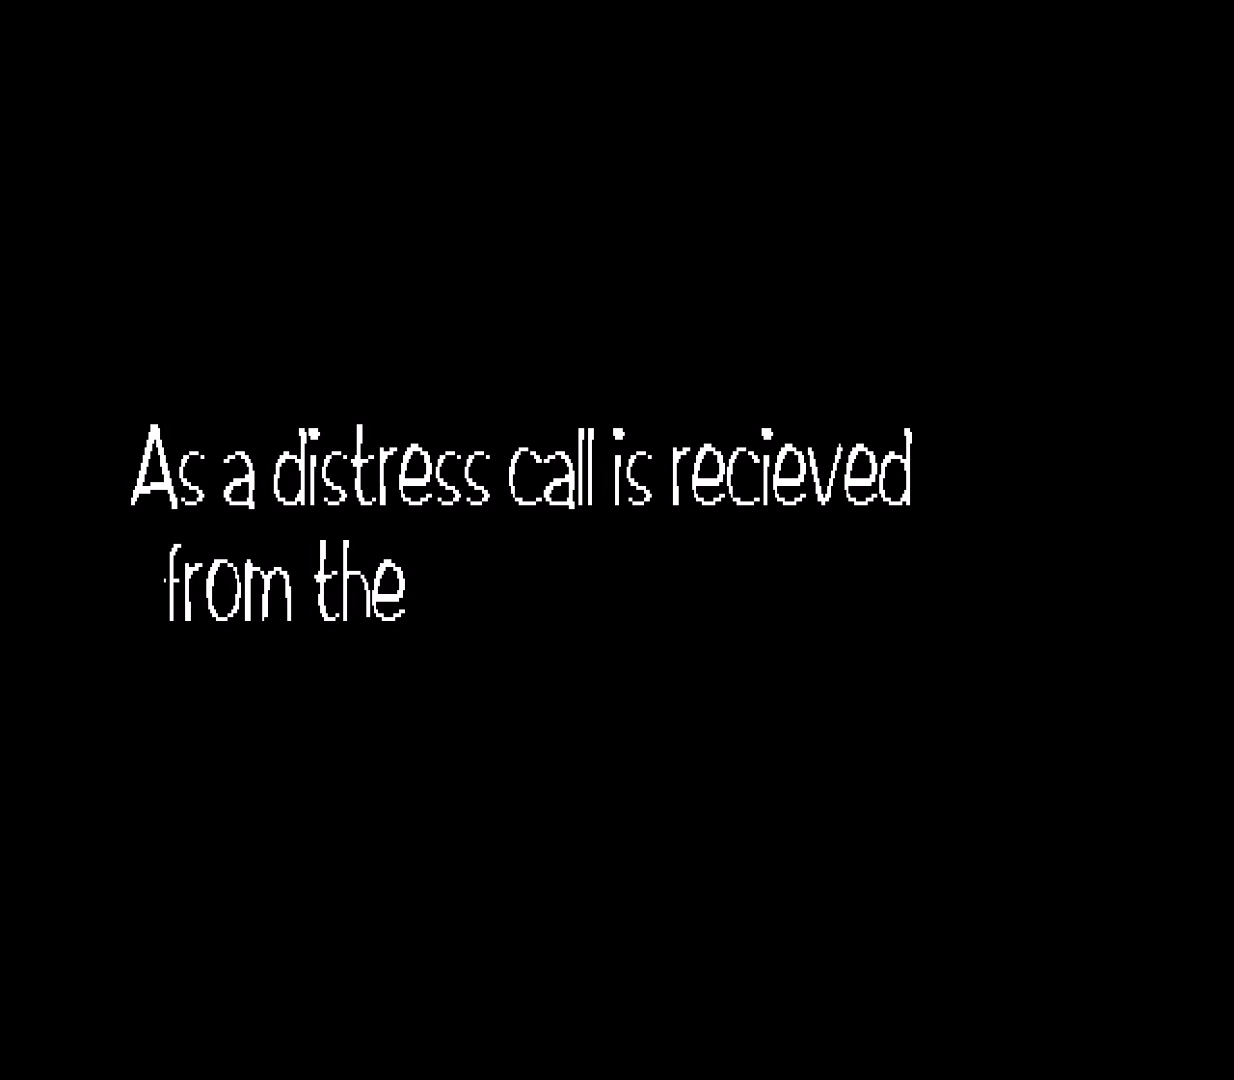 As a distress call is recieved
from the